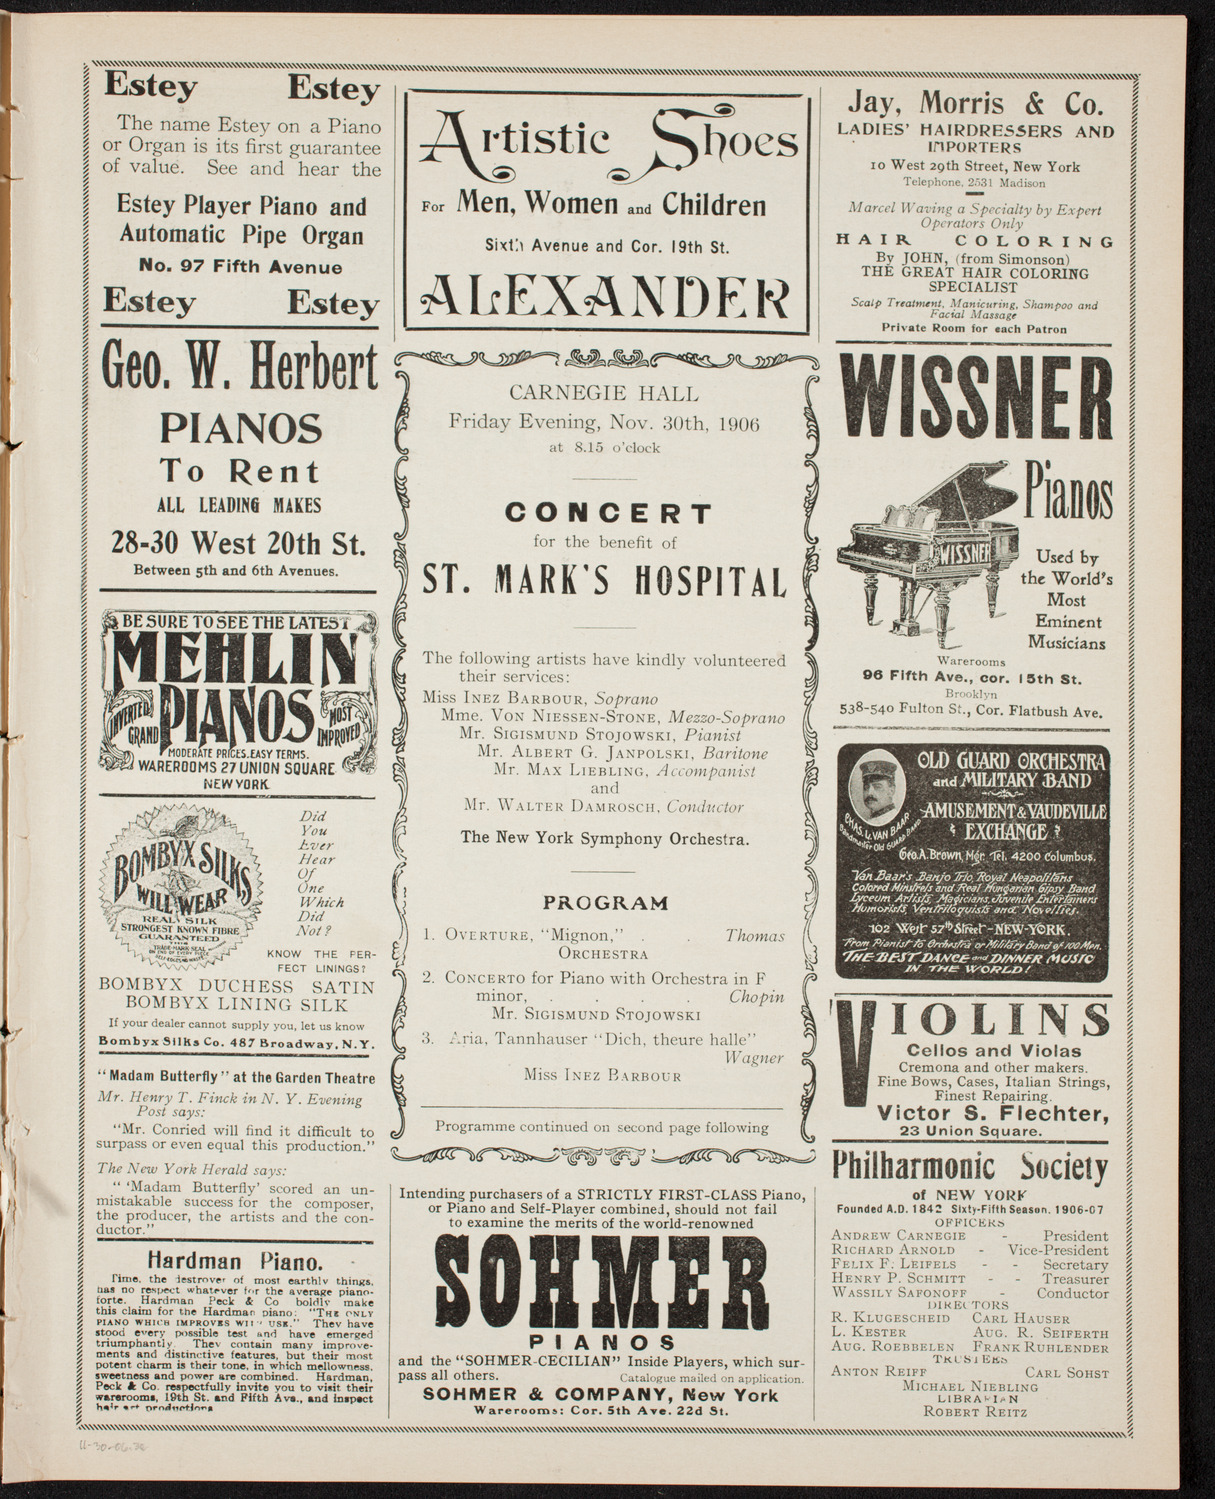 Estey Estey
The name Estey on a Piano
or Organ is its first guarantee
of value. See and hear the
Estey Player Piano and
Automatic Pipe Organ
No. 97 Fifth Avenue
Estey Estey
Geo. W. Herbert
PIANOS
To Rent
ALL LEADING MAKES
28-30 West 20th St.
Between 5th and 6th Avenues.
BE SURE TO SEE THE LATEST
MEHLIN
PIANOS
INVERTED GRAND
MOST IMPROVED
MODERATE PRICES. EASY TERMS.
WAREROOMS 27 UNION SQUARE
NEW YORK
BOMBYX SILKS
WILL WEAR
REAL SILK
STRONGEST KNOWN FIBRE
GUARANTEED
Did
You
Ever
Hear
Of
One
Which
Did
Not?
KNOW THE PER-
FECT LININGS?
BOMBYX DUCHESS SATIN
BOMBYX LINING SILK
If your dealer cannot supply you, let us know
Bombyx Silks Co. 487 Broadway, N.Y.
"Madam Butterfly" at the Garden Theatre
Mr. Henry T. Finck in N. Y. Evening
Post says:
"Mr. Conried will find it difficult to
surpass or even equal this production."
The New York Herald says:
" 'Madam Butterfly' scored an un-
mistakable success for the composer,
the producer, the artists and the con-
ductor."
Hardman Piano.
Time, the destroyer of most earthly things,
has no respect whatever for the average piano-
forte. Hardman Peck & Co boldly make
this claim for the Hardman piano: "THE ONLY
PIANO WHICH IMPROVES WITH USE." They have
stood every possible test and have emerged
triumphantly. They contain many improve-
ments and distinctive features, but their most
potent charm is their tone, in which mellowness,
sweetness and power are combined. Hardman,
Peck & Co. respectfully invite you to visit their
warerooms, 19th St. and Fifth Ave., and inspect
their art productions
Artistic Shoes
For Men, Women and Children
Sixth Avenue and Cor. 19th St.
ALEXANDER
CARNEGIE HALL
Friday Evening, Nov. 30th, 1906
at 8.15 o'clock
CONCERT
for the benefit of
ST. MARK'S HOSPITAL
The following artists have kindly volunteered
their services:
Miss INEZ BARBOUR, Soprano
Mme. VON NIESSEN-STONE, Mezzo-Soprano
Mr. SIGISMUND STOJOWSKI, Pianist
Mr. ALBERT G. JANPOLSKI, Baritone
Mr. MAX LIEBLING, Accompanist
and
Mr. WALTER DAMROSCH, Conductor
The New York Symphony Orchestra.
PROGRAM
1. OVERTURE, "Mignon," . . Thomas
ORCHESTRA
2. CONCERTO for Piano with Orchestra in F
minor, . . . . Chopin
Mr. SIGISMUND STOJOWSKI
3. Aria, Tannhauser "Dich, theure halle"
Wagner
Miss INEZ BARBOUR
Programme continued on second page following
Intending purchasers of a STRICTLY FIRST-CLASS Piano,
or Piano and Self-Player combined, should not fail
to examine the merits of the world-renowned
SOHMER
PIANOS
and the "SOHMER-CECILIAN" Inside Players, which sur-
pass all others. Catalogue mailed on application.
SOHMER & COMPANY, New York
Warerooms: Cor. 5th Ave. 22d St.
Jay, Morris & Co.
LADIES' HAIRDRESSERS AND
IMPORTERS
10 West 29th Street, New York
Telephone, 2531 Madison
Marcel Waving a Specialty by Expert
Operators Only
HAIR COLORING
By JOHN, (from Simonson)
THE GREAT HAIR COLORING
SPECIALIST
Scalp Treatment, Manicuring, Shampoo and
Facial Massage
Private Room for each Patron
WISSNER
Pianos
WISSNER
Used by
the World's
Most
Eminent
Musicians
Warerooms
96 Fifth Ave., cor. 15th St.
Brooklyn
538-540 Fulton St., Cor. Flatbush Ave.
OLD GUARD ORCHESTRA
and MILITARY BAND
AMUSEMENT & VAUDEVILLE
EXCHANGE
CHAS. L. VAN BAAR
Bandmaster Old Guard Band
Geo. A. Brown, Mgr. Tel. 4200 Columbus.
Van Baar's Banjo Trio, Royal Neapolitans
Colored Minstrels and Real Hungarian Gipsy Band
Lyceum Artists, Magicians, Juvenile Entertainers
Humorists, Ventriloquists and Novelties.
102 West 57th Street-NEW-YORK.
From Pianist to Orchestra or Military Band of 100 Men.
THE BEST DANCE and DINNER MUSIC
IN THE WORLD!
VIOLINS
Cellos and Violas
Cremona and other makers.
Fine Bows, Cases, Italian Strings,
Finest Repairing.
Victor S. Flechter,
23 Union Square.
Philharmonic Society
of NEW YORK
Founded A.D. 1842 Sixty-Fifth Season. 1906-07
OFFICERS
ANDREW CARNEGIE - President
RICHARD ARNOLD - Vice-President
FELIX F. LEIFELS - - Secretary
HENRY P. SCHMITT - - Treasurer
WASSILY SAFONOFF - Conductor
DIRECTORS
R. KLUGESCHEID CARL HAUSER
L. KESTER AUG. R. SEIFERTH
AUG. ROEBBELEN FRANK RUHLENDER
TRUSTEES
ANTON REIFF CARL SOHST
MICHAEL NIEBLING
LIBRARIAN
ROBERT REITZ
11-30-06.3e